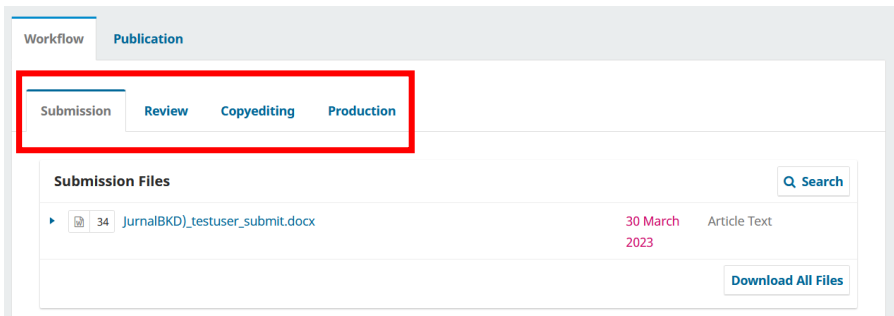 Workflow Publication
Submission Review Copyediting Production
Submission Files Search
34 JurnalBKD)_testuser_submit.docx 30 March Article Text
2023
Download All Files